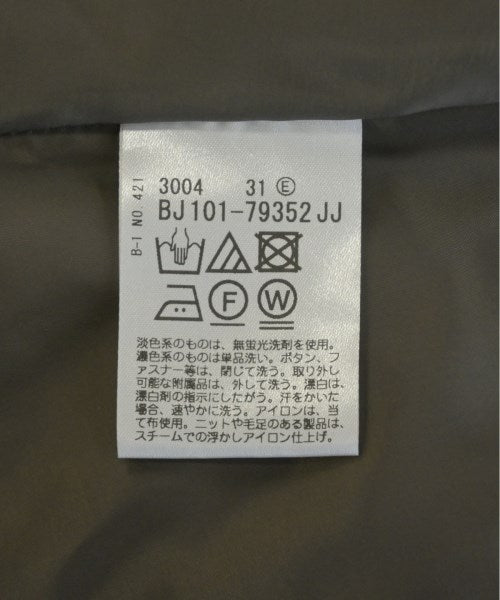 B-1 NO.421
3004 31 Ⓔ
BJ101-79352JJ
F W
淡色系のものは、無蛍光洗剤を使用。
濃色系のものは単品洗い。ボタン、フ
ァスナー等は、閉じて洗う。取り外し
可能な附属品は、外して洗う。漂白は、
漂白剤の指示にしたがう。汗をかいた
場合、速やかに洗う。アイロンは、当
て布使用。ニットや毛足のある製品は、
スチームでの浮かしアイロン仕上げ。